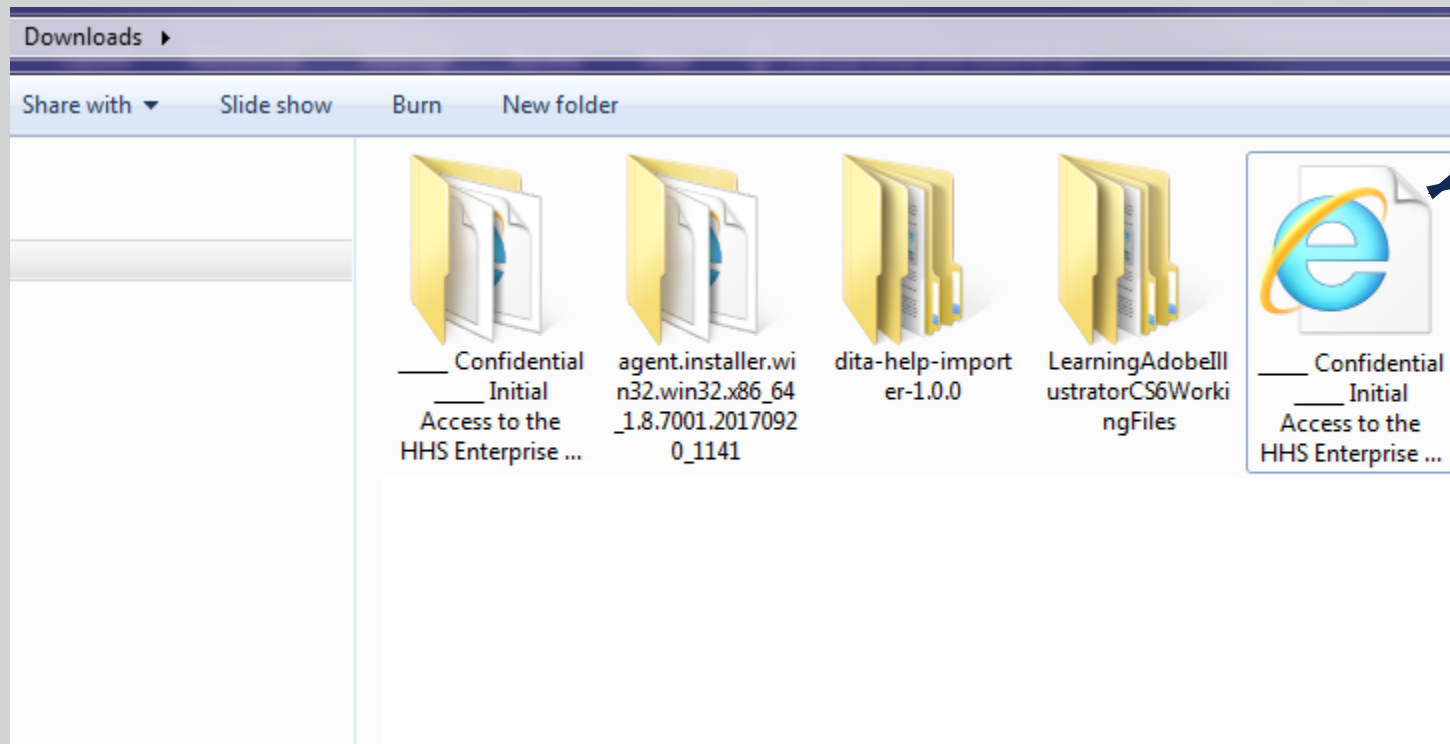 Downloads
Share with Slide show Burn New folder
____ Confidential
____ Initial
Access to the
HHS Enterprise ...
agent.installer.wi
n32.win32.x86_64
_1.8.7001.2017092
0_1141
dita-help-import
er-1.0.0
LearningAdobeIll
ustratorCS6Worki
ngFiles
____ Confidential
____ Initial
Access to the
HHS Enterprise ...